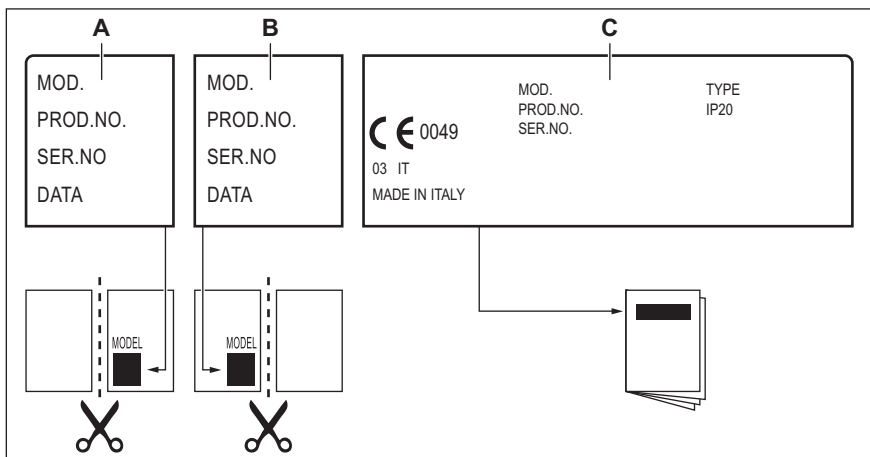 A
B
C
MOD.
PROD.NO.
SER.NO
DATA
MOD.
PROD.NO.
SER.NO
DATA
CE 0049
03 IT
MADE IN ITALY
MOD.
PROD.NO.
SER.NO.
TYPE
IP20
MODEL
MODEL